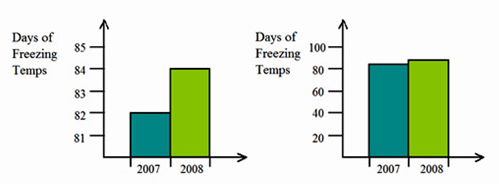 Days of
Freezing
Temps
85
84
83
82
81
2007 2008
Days of
Freezing
Temps
100
80
60
40
20
2007 2008